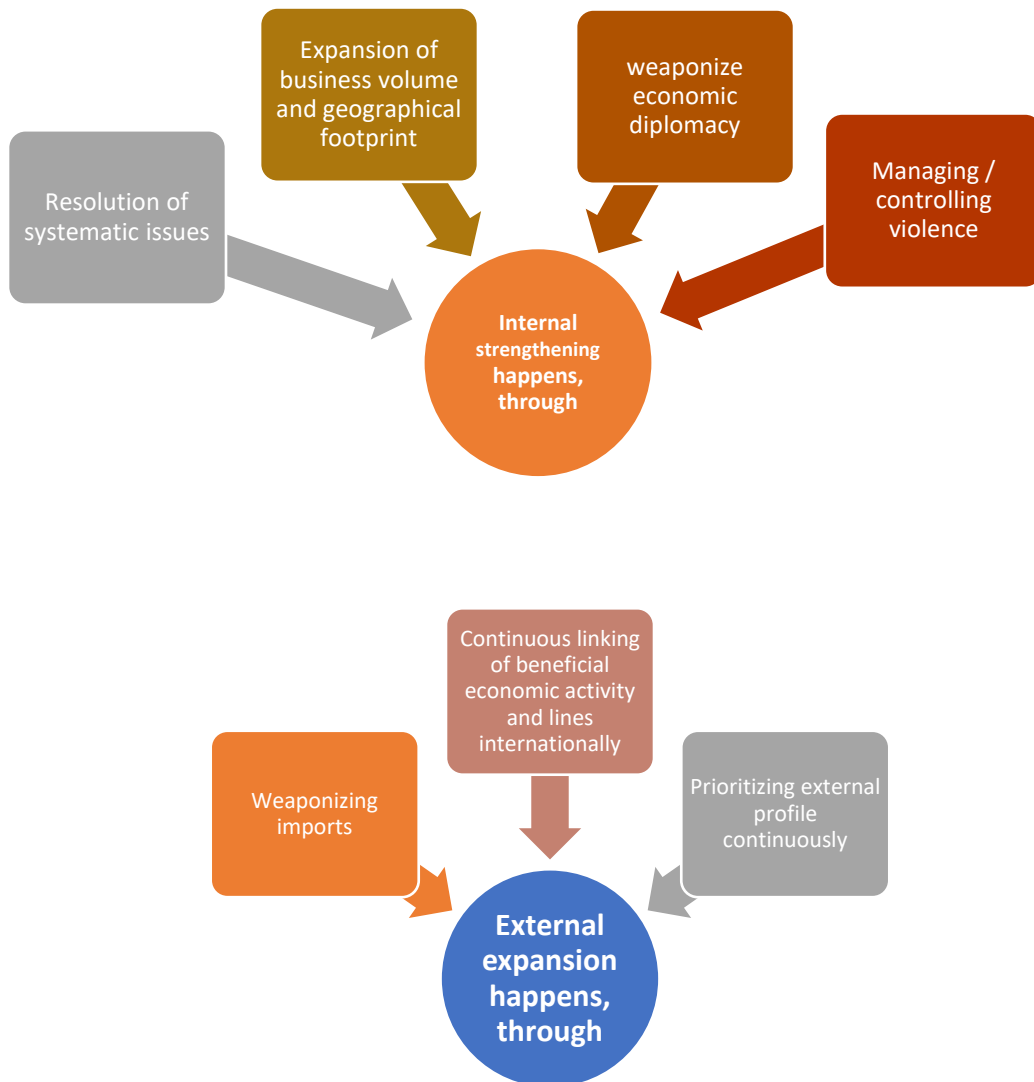 Expansion of
business volume
and geographical
footprint
weaponize
economic
diplomacy
Resolution of
systematic issues
Managing /
controlling
violence
Internal
strengthening
happens,
through
Continuous linking
of beneficial
economic activity
and lines
internationally
Weaponizing
imports
Prioritizing external
profile
continuously
External
expansion
happens,
through